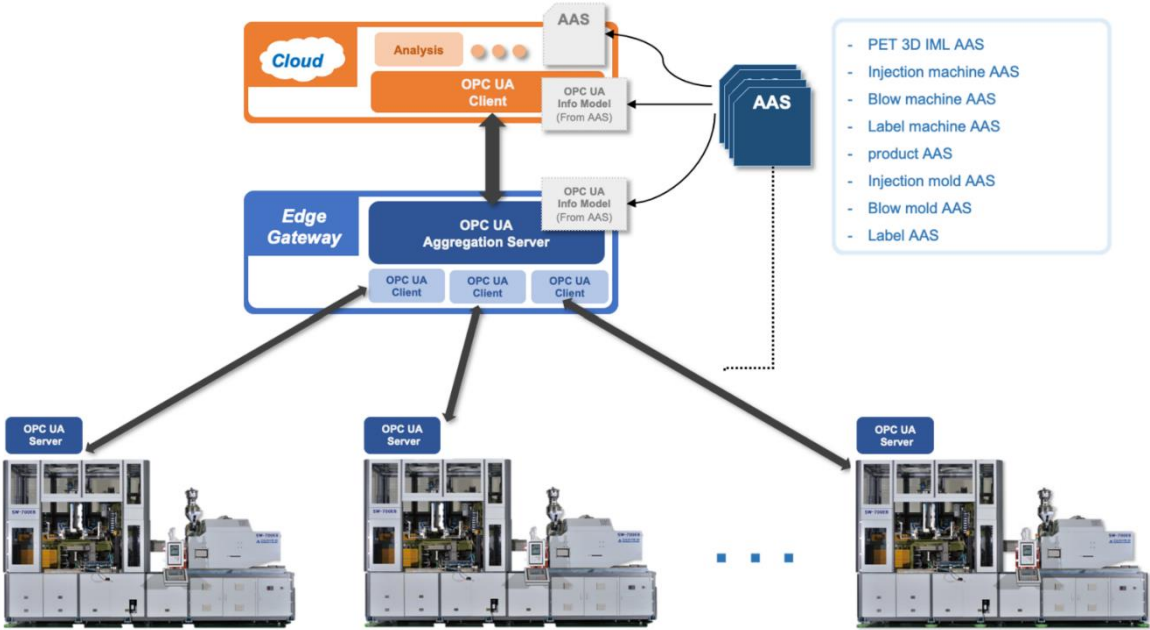 AAS
Cloud
Analysis
OPC UA
Client
OPC UA
Info Model
(From AAS)
AAS
- PET 3D IML AAS
- Injection machine AAS
- Blow machine AAS
- Label machine AAS
- product AAS
- Injection mold AAS
- Blow mold AAS
- Label AAS
Edge
Gateway
OPC UA
Aggregation Server
OPC UA
Info Model
(From AAS)
OPC UA
Client
OPC UA
Client
OPC UA
Client
OPC UA
Server
OPC UA
Server
OPC UA
Server